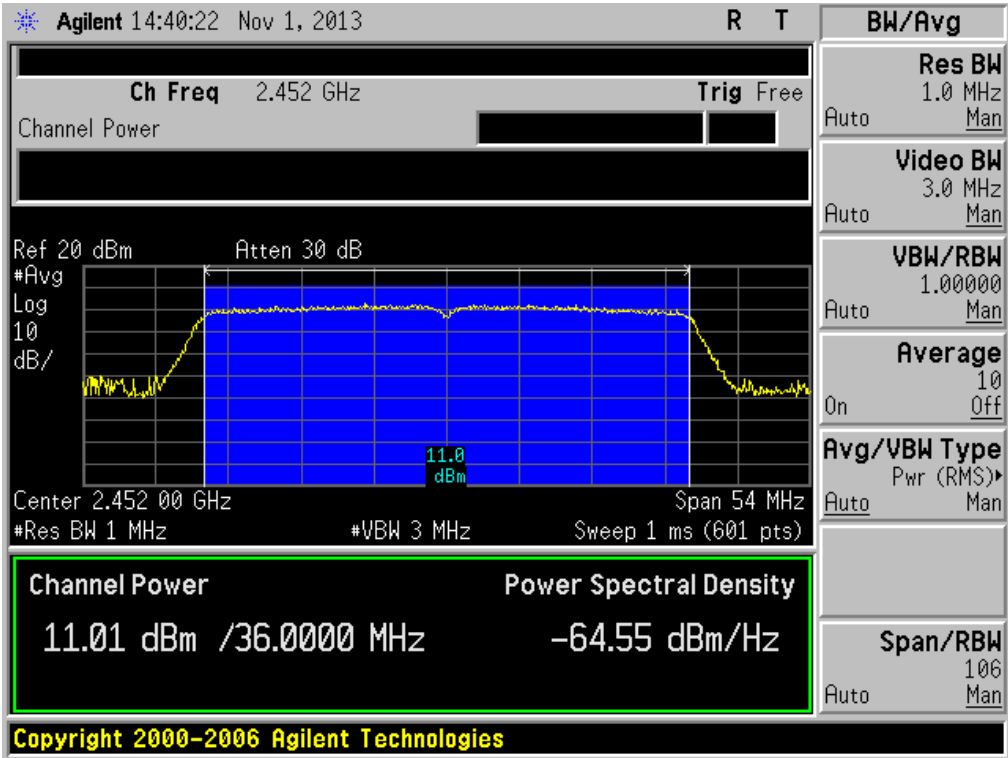 Agilent 14:40:22 Nov 1, 2013 R T
Ch Freq 2.452 GHz Trig Free
Channel Power
Ref 20 dBm Atten 30 dB
#Avg
Log
10
dB/
11.0
dBm
Center 2.452 00 GHz Span 54 MHz
#Res BW 1 MHz #VBW 3 MHz Sweep 1 ms (601 pts)
Channel Power Power Spectral Density
11.01 dBm /36.0000 MHz -64.55 dBm/Hz
Copyright 2000-2006 Agilent Technologies
BW/Avg
Res BW
1.0 MHz
Auto Man
Video BW
3.0 MHz
Auto Man
VBW/RBW
1.00000
Auto Man
Average
10
On Off
Avg/VBW Type
Pwr (RMS)▸
Auto Man
Span/RBW
106
Auto Man